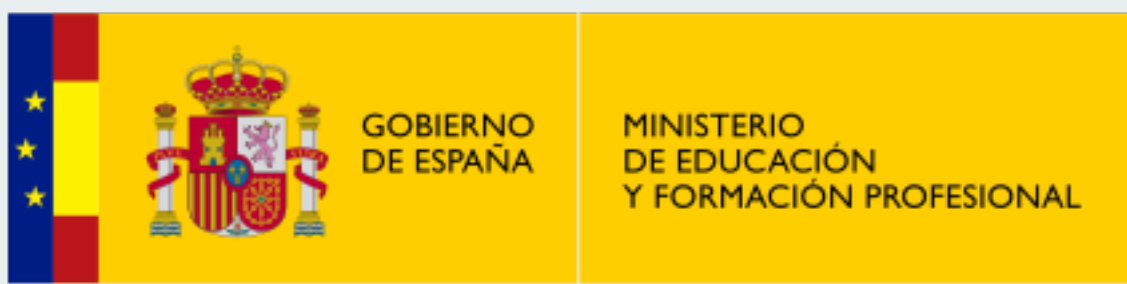 GOBIERNO
DE ESPAÑA
MINISTERIO
DE EDUCACIÓN
Y FORMACIÓN PROFESIONAL